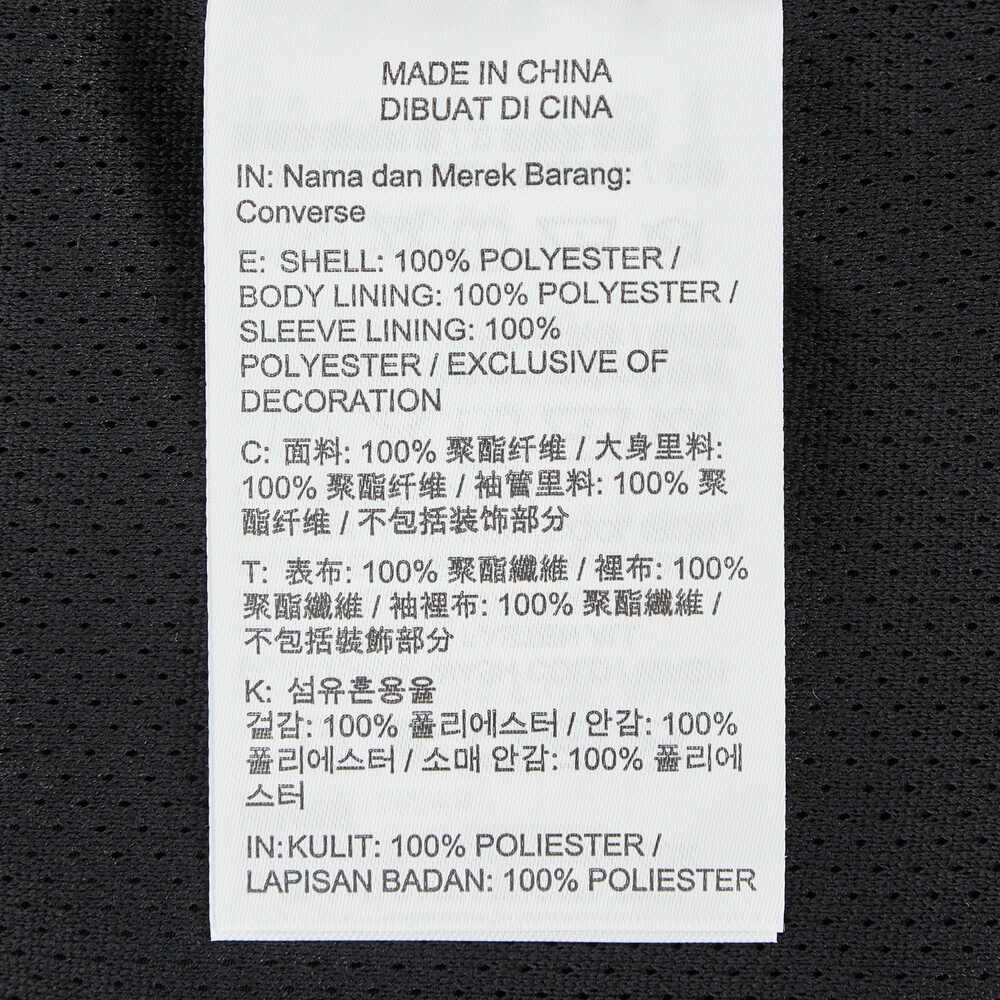 MADE IN CHINA
DIBUAT DI CINA
IN: Nama dan Merek Barang:
Converse
E: SHELL: 100% POLYESTER /
BODY LINING: 100% POLYESTER /
SLEEVE LINING: 100%
POLYESTER / EXCLUSIVE OF
DECORATION
C: 面料: 100% 聚酯纤维 / 大身里料:
100% 聚酯纤维 / 袖管里料: 100% 聚
酯纤维 / 不包括装饰部分
T: 表布: 100% 聚酯纖維 / 裡布: 100%
聚酯纖維 / 袖裡布: 100% 聚酯纖維 /
不包括裝飾部分
K: 섬유혼용율
겉감: 100% 폴리에스터 / 안감: 100%
폴리에스터 / 소매 안감: 100% 폴리에
스터
IN:KULIT: 100% POLIESTER /
LAPISAN BADAN: 100% POLIESTER